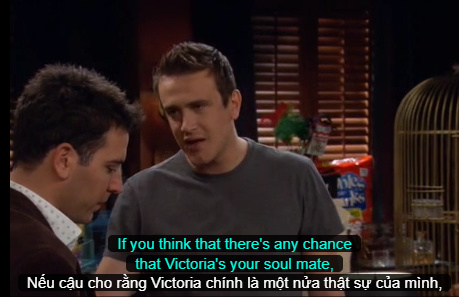 If you think that there's any chance
that Victoria's your soul mate,
Nếu cậu cho rằng Victoria chính là một nửa thật sự của mình,